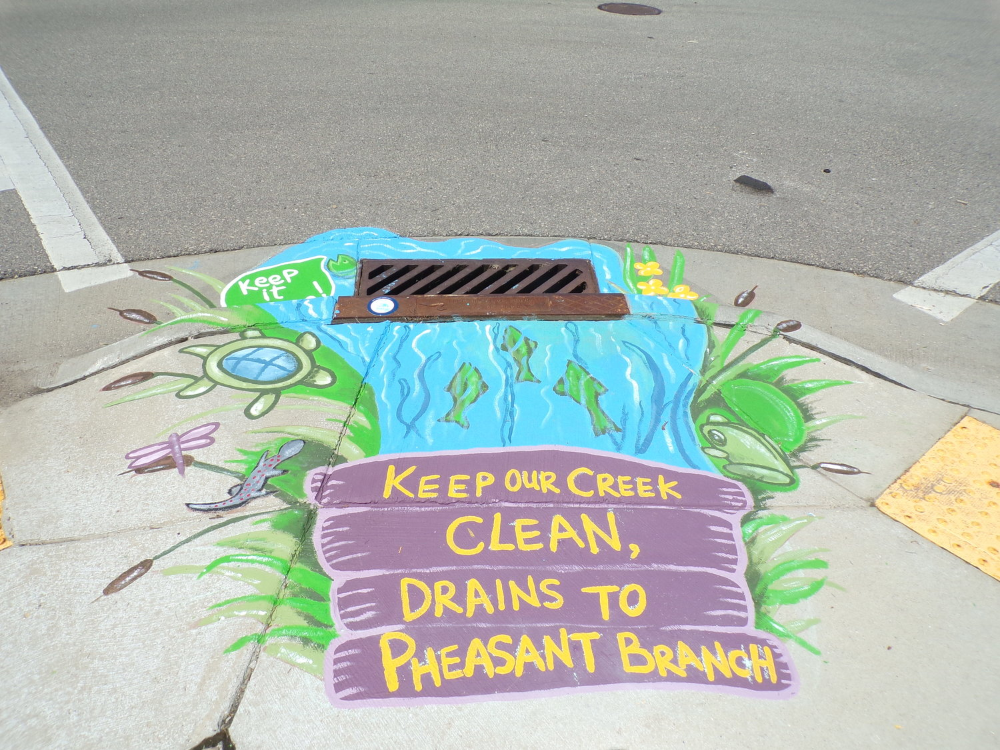 Keep
it
!
KEEP OUR CREEK
CLEAN,
DRAINS TO
PHEASANT BRANCH